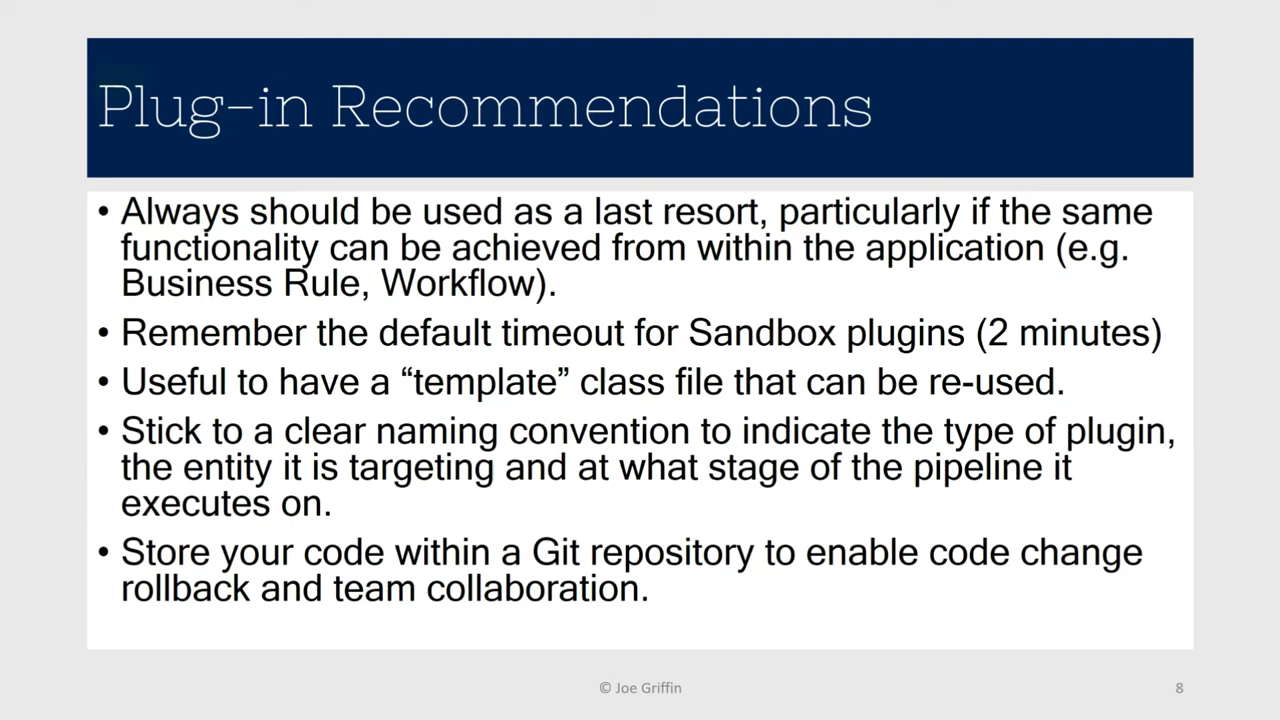 Plug-in Recommendations
• Always should be used as a last resort, particularly if the same
functionality can be achieved from within the application (e.g.
Business Rule, Workflow).
• Remember the default timeout for Sandbox plugins (2 minutes)
• Useful to have a “template” class file that can be re-used.
• Stick to a clear naming convention to indicate the type of plugin,
the entity it is targeting and at what stage of the pipeline it
executes on.
• Store your code within a Git repository to enable code change
rollback and team collaboration.
© Joe Griffin
8